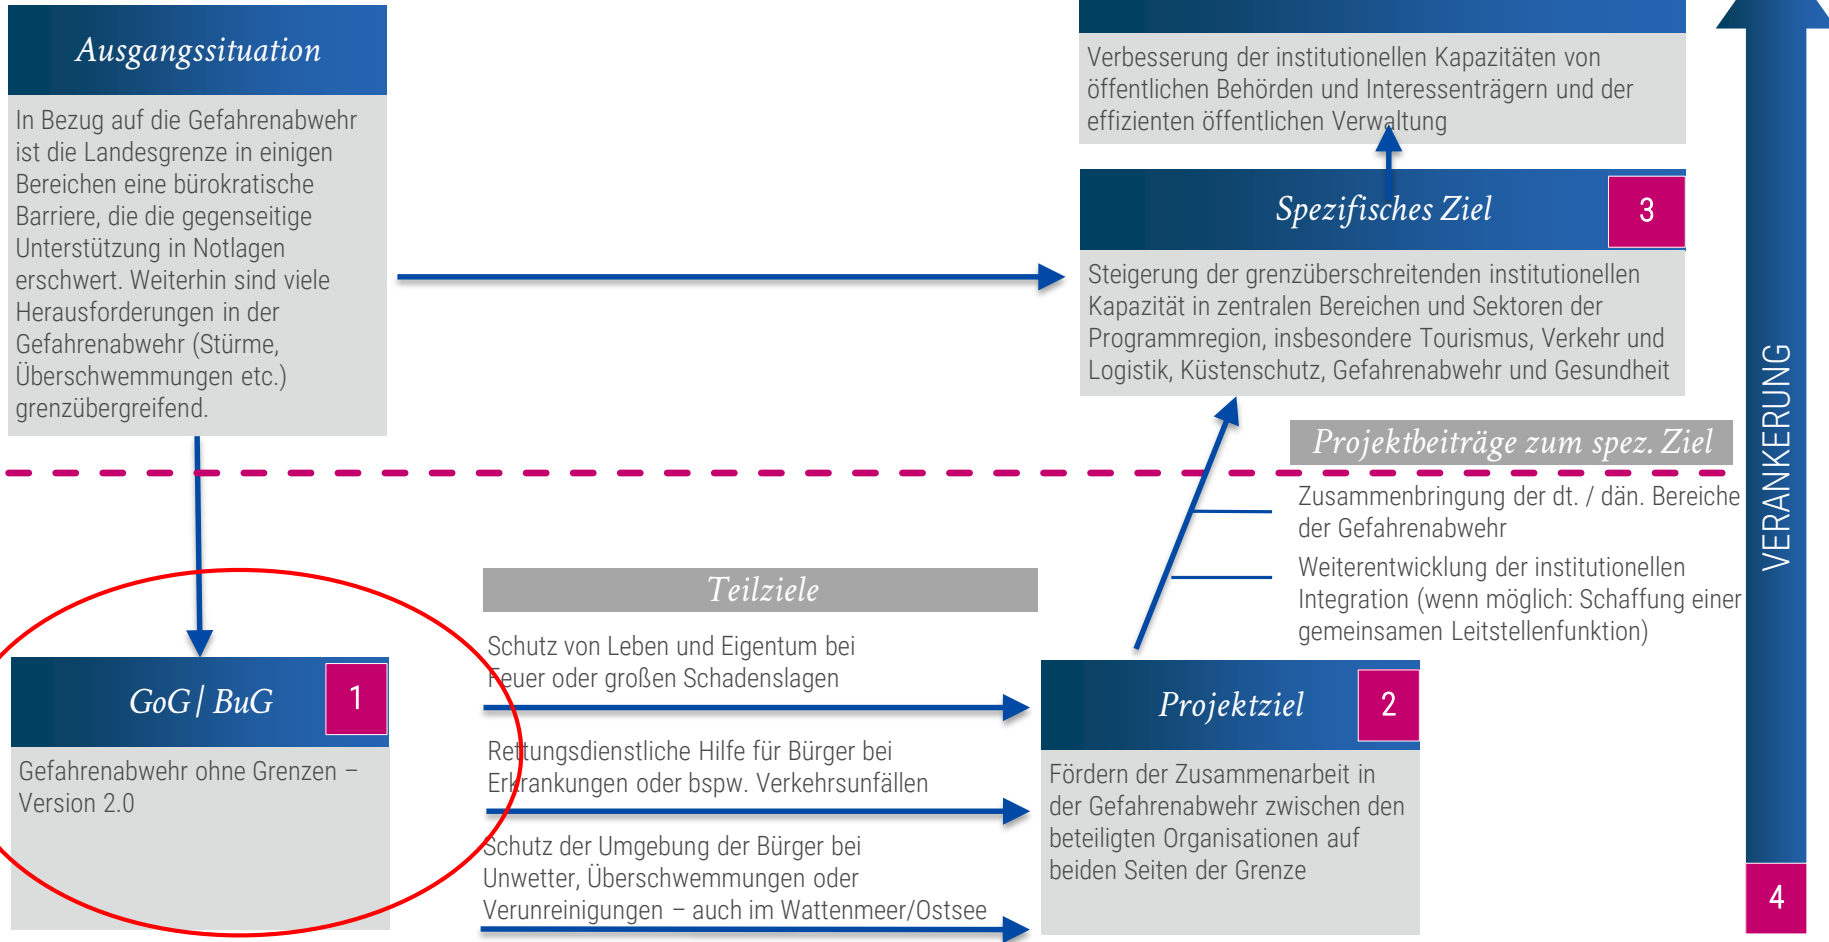 Ausgangssituation
In Bezug auf die Gefahrenabwehr
ist die Landesgrenze in einigen
Bereichen eine bürokratische
Barriere, die die gegenseitige
Unterstützung in Notlagen
erschwert. Weiterhin sind viele
Herausforderungen in der
Gefahrenabwehr (Stürme,
Überschwemmungen etc.)
grenzübergreifend.
Verbesserung der institutionellen Kapazitäten von
öffentlichen Behörden und Interessenträgern und der
effizienten öffentlichen Verwaltung
Spezifisches Ziel
3
Steigerung der grenzüberschreitenden institutionellen
Kapazität in zentralen Bereichen und Sektoren der
Programmregion, insbesondere Tourismus, Verkehr und
Logistik, Küstenschutz, Gefahrenabwehr und Gesundheit
Projektbeiträge zum spez. Ziel
Zusammenbringung der dt. / dän. Bereiche
der Gefahrenabwehr
Weiterentwicklung der institutionellen
Integration (wenn möglich: Schaffung einer
gemeinsamen Leitstellenfunktion)
GoG/ BuG
1
Gefahrenabwehr ohne Grenzen –
Version 2.0
Teilziele
Schutz von Leben und Eigentum bei
Feuer oder großen Schadenslagen
Rettungsdienstliche Hilfe für Bürger bei
Erkrankungen oder bspw. Verkehrsunfällen
Schutz der Umgebung der Bürger bei
Unwetter, Überschwemmungen oder
Verunreinigungen – auch im Wattenmeer/Ostsee
Projektziel
2
Fördern der Zusammenarbeit in
der Gefahrenabwehr zwischen den
beteiligten Organisationen auf
beiden Seiten der Grenze
VERANKERUNG
4